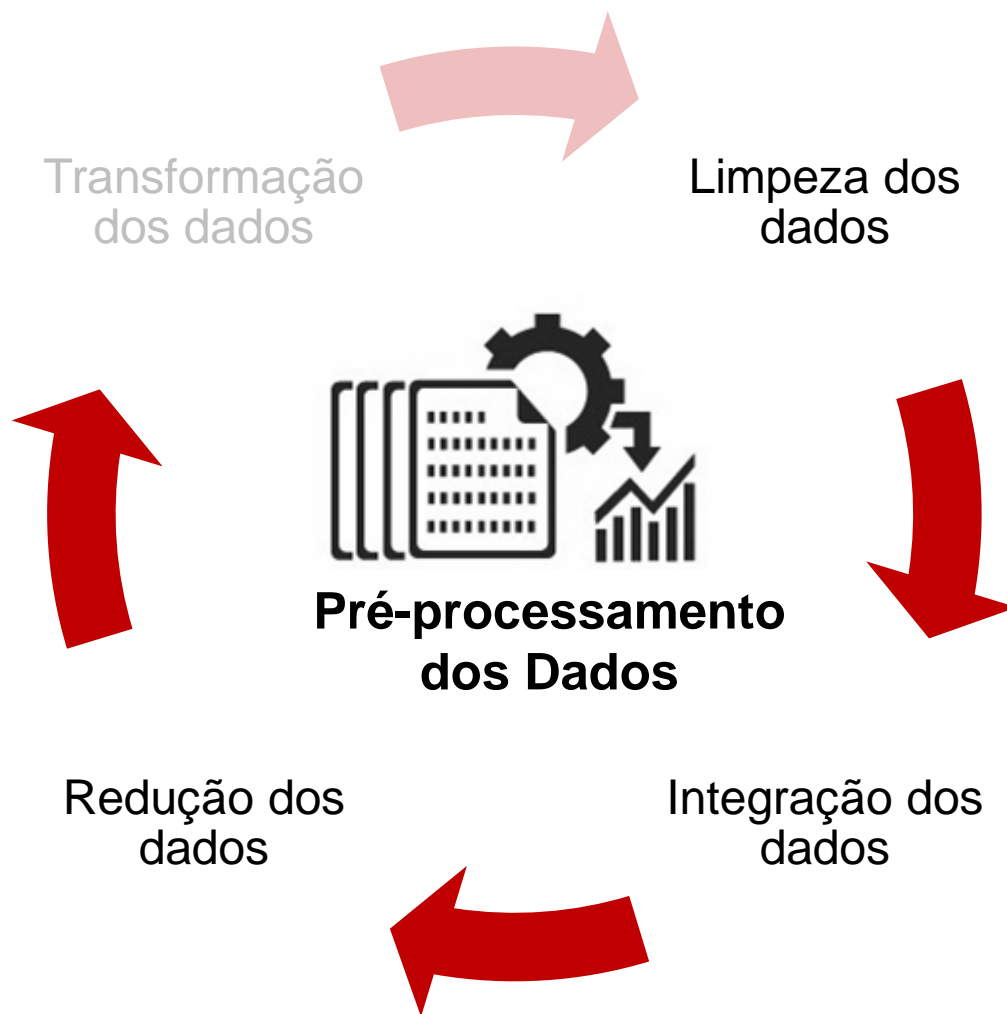 Transformação
dos dados
Limpeza dos
dados
Pré-processamento
dos Dados
Redução dos
dados
Integração dos
dados